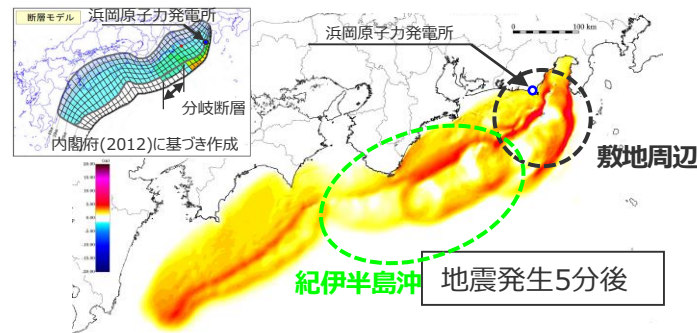 断層モデル
浜岡原子力発電所
浜岡原子力発電所
0
100 km
分岐断層
内閣府(2012)に基づき作成
敷地周辺
紀伊半島沖
地震発生5分後